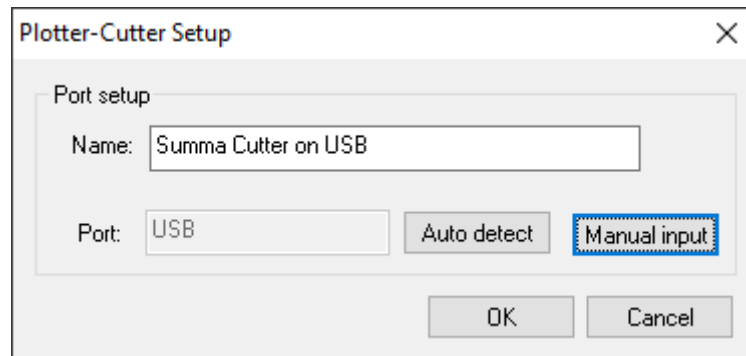 Plotter-Cutter Setup
Port setup
Name: Summa Cutter on USB
Port: USB Auto detect Manual input
OK Cancel